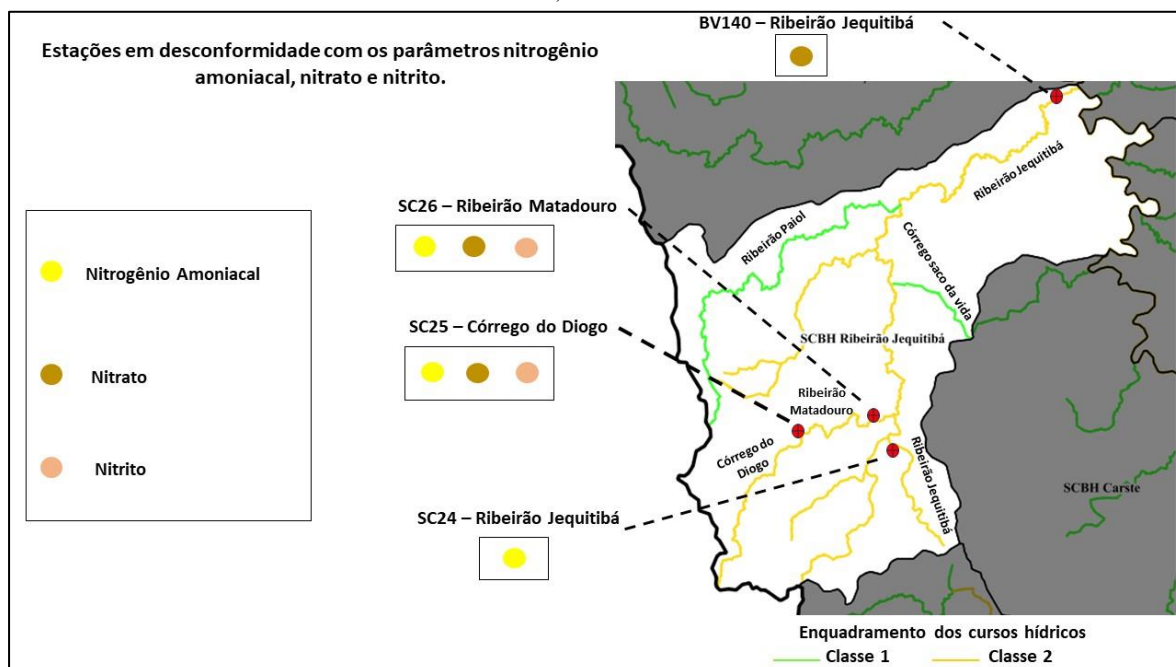 BV140 – Ribeirão Jequitibá
Estações em desconformidade com os parâmetros nitrogênio
amoniacal, nitrato e nitrito.
Nitrogênio Amoniacal
Nitrato
Nitrito
SC26 – Ribeirão Matadouro
SC25 – Córrego do Diogo
SC24 – Ribeirão Jequitibá
Ribeirão Jequitibá
Ribeirão Paiol
Córrego saco da vida
SCBH Ribeirão Jequitibá
Ribeirão
Matadouro
Córrego do
Diogo
Ribeirão
Jequitibá
SCBH Carste
Enquadramento dos cursos hídricos
Classe 1
Classe 2